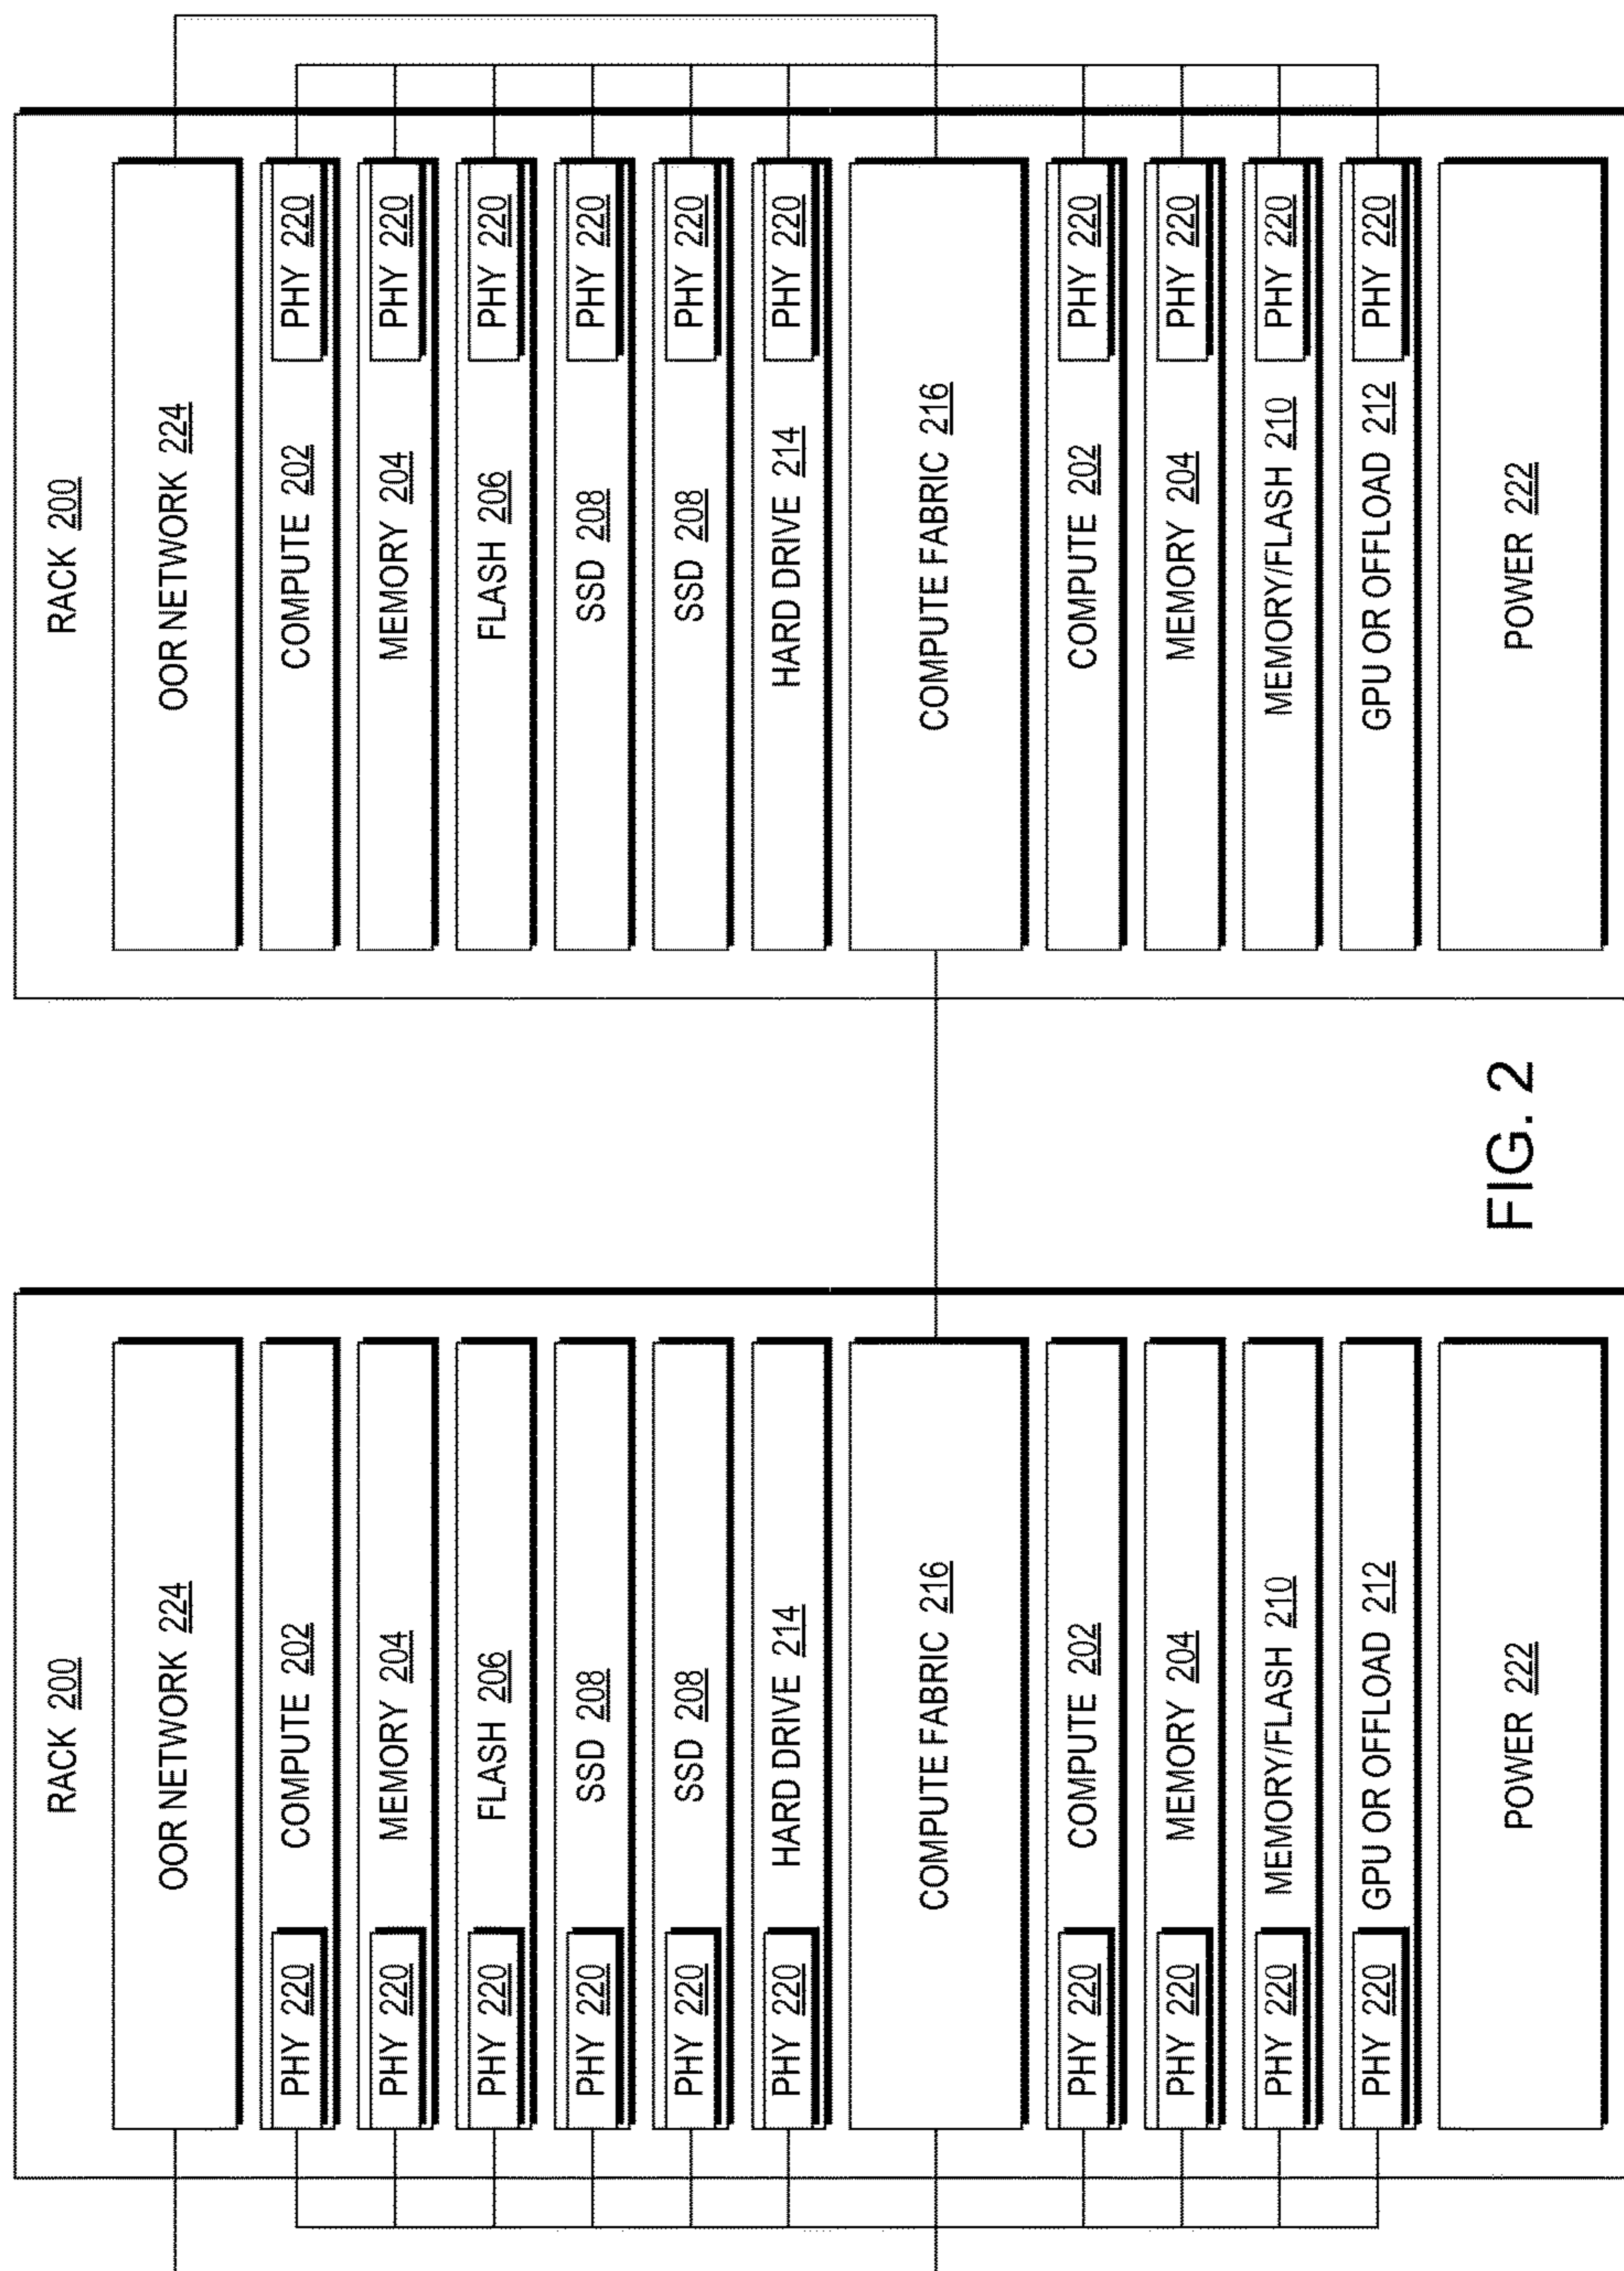 RACK 200
OOR NETWORK 224
PHY 220 COMPUTE 202
PHY 220 MEMORY 204
PHY 220 FLASH 206
PHY 220 SSD 208
PHY 220 SSD 208
PHY 220 HARD DRIVE 214
COMPUTE FABRIC 216
PHY 220 COMPUTE 202
PHY 220 MEMORY 204
PHY 220 MEMORY/FLASH 210
PHY 220 GPU OR OFFLOAD 212
POWER 222
RACK 200
OOR NETWORK 224
COMPUTE 202 PHY 220
MEMORY 204 PHY 220
FLASH 206 PHY 220
SSD 208 PHY 220
SSD 208 PHY 220
HARD DRIVE 214 PHY 220
COMPUTE FABRIC 216
COMPUTE 202 PHY 220
MEMORY 204 PHY 220
MEMORY/FLASH 210 PHY 220
GPU OR OFFLOAD 212 PHY 220
POWER 222
FIG. 2